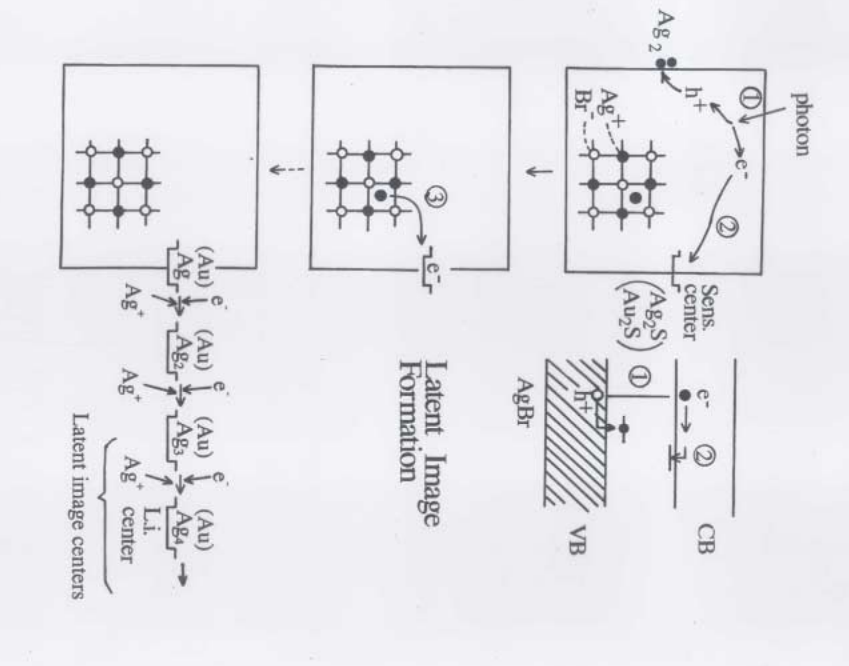 photon
①
h+
Ag2
e-
②
Ag+
Br-
Sens.
center
(Ag2S
Au2S)
CB
e-
②
①
h+
VB
AgBr
Latent Image
Formation
③
e-
(Au) (Au) (Au) (Au)
Ag Ag2 Ag3 Ag4
e- e- e-
Ag+ Ag+ Ag+
L.i.
center
Latent image centers